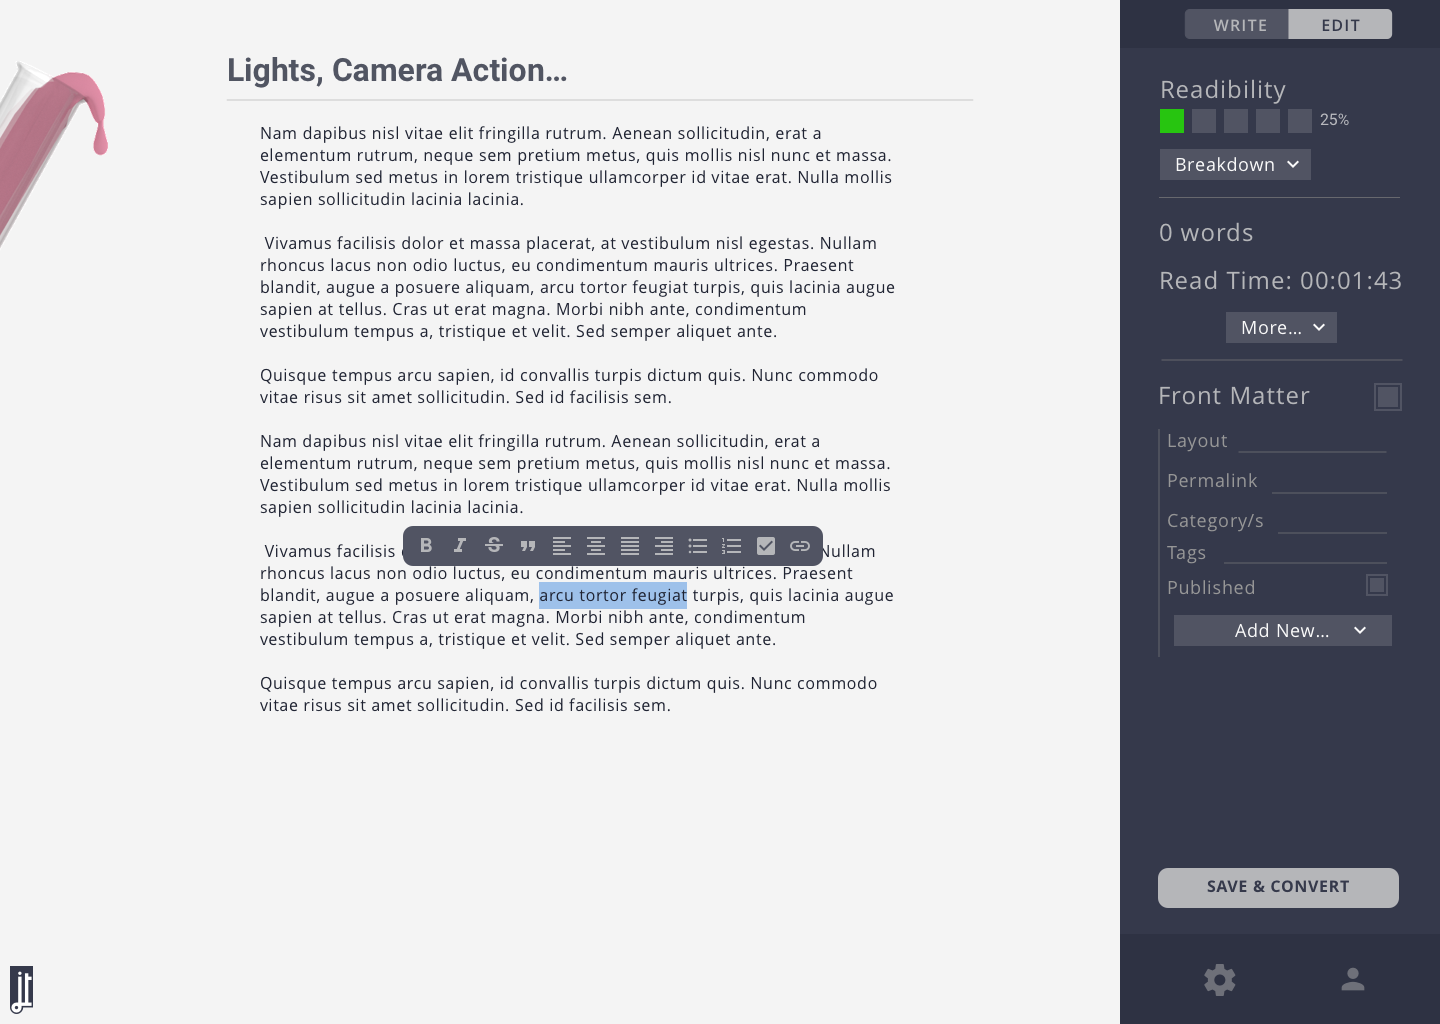 WRITE EDIT
Lights, Camera Action...
Nam dapibus nisl vitae elit fringilla rutrum. Aenean sollicitudin, erat a
elementum rutrum, neque sem pretium metus, quis mollis nisl nunc et massa.
Vestibulum sed metus in lorem tristique ullamcorper id vitae erat. Nulla mollis
sapien sollicitudin lacinia lacinia.
Vivamus facilisis dolor et massa placerat, at vestibulum nisl egestas. Nullam
rhoncus lacus non odio luctus, eu condimentum mauris ultrices. Praesent
blandit, augue a posuere aliquam, arcu tortor feugiat turpis, quis lacinia augue
sapien at tellus. Cras ut erat magna. Morbi nibh ante, condimentum
vestibulum tempus a, tristique et velit. Sed semper aliquet ante.
Quisque tempus arcu sapien, id convallis turpis dictum quis. Nunc commodo
vitae risus sit amet sollicitudin. Sed id facilisis sem.
Nam dapibus nisl vitae elit fringilla rutrum. Aenean sollicitudin, erat a
elementum rutrum, neque sem pretium metus, quis mollis nisl nunc et massa.
Vestibulum sed metus in lorem tristique ullamcorper id vitae erat. Nulla mollis
sapien sollicitudin lacinia lacinia.
Vivamus facilisis Nullam
rhoncus lacus non odio luctus, eu condimentum mauris ultrices. Praesent
blandit, augue a posuere aliquam, arcu tortor feugiat turpis, quis lacinia augue
sapien at tellus. Cras ut erat magna. Morbi nibh ante, condimentum
vestibulum tempus a, tristique et velit. Sed semper aliquet ante.
Quisque tempus arcu sapien, id convallis turpis dictum quis. Nunc commodo
vitae risus sit amet sollicitudin. Sed id facilisis sem.
Readibility
25%
Breakdown
0 words
Read Time: 00:01:43
More...
Front Matter
Layout
Permalink
Category/s
Tags
Published
Add New...
SAVE & CONVERT
jt